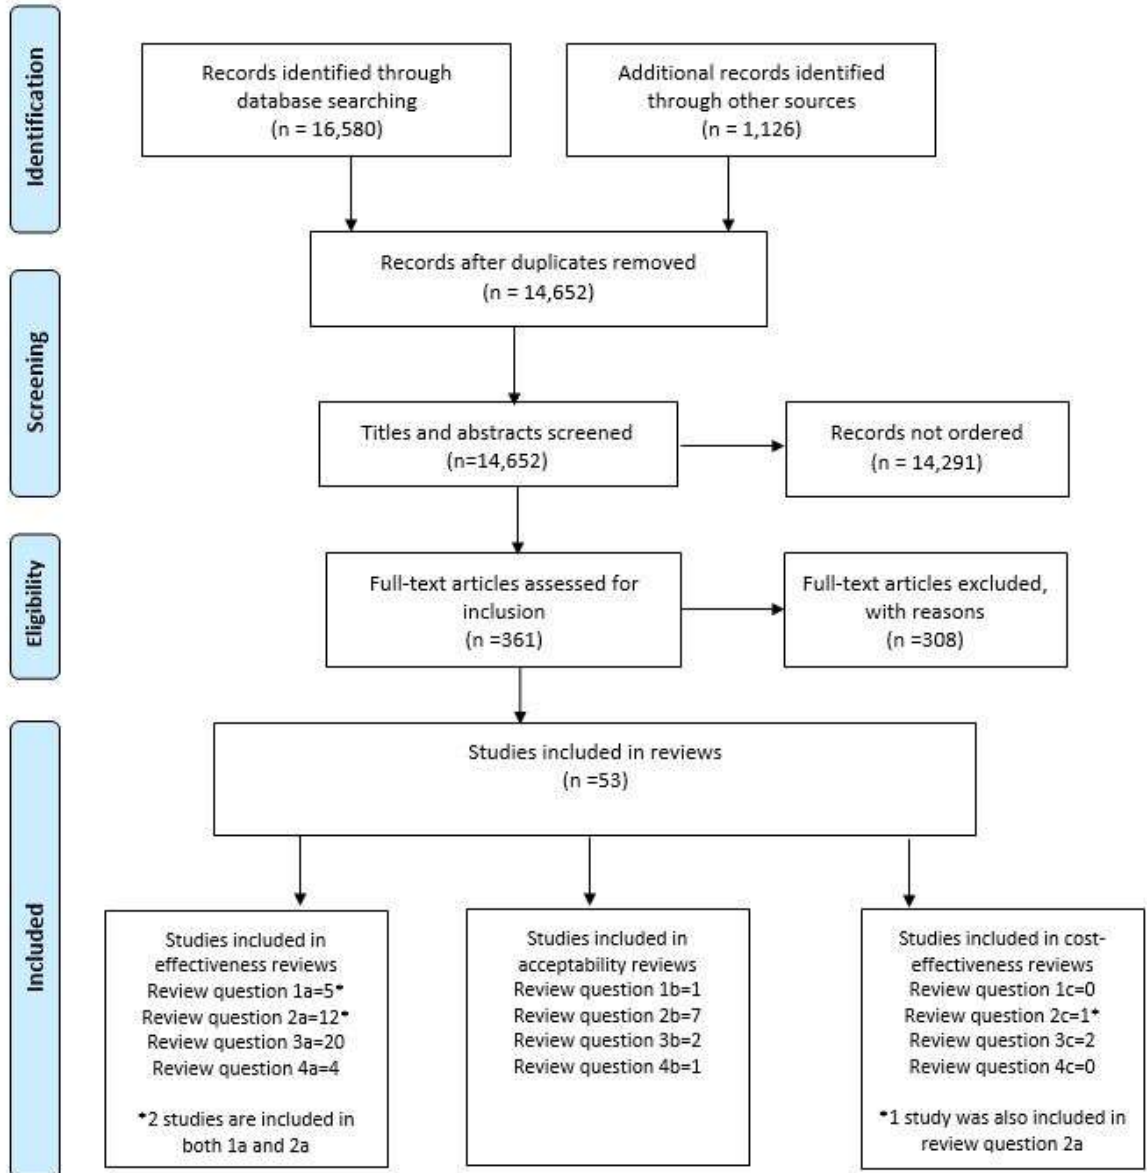 Identification
Records identified through
database searching
(n = 16,580)
Additional records identified
through other sources
(n = 1,126)
Records after duplicates removed
(n = 14,652)
Screening
Titles and abstracts screened
(n=14,652)
Records not ordered
(n = 14,291)
Eligibility
Full-text articles assessed for
inclusion
(n =361)
Full-text articles excluded,
with reasons
(n =308)
Included
Studies included in reviews
(n =53)
Studies included in
effectiveness reviews
Review question 1a=5*
Review question 2a=12*
Review question 3a=20
Review question 4a=4
*2 studies are included in
both 1a and 2a
Studies included in
acceptability reviews
Review question 1b=1
Review question 2b=7
Review question 3b=2
Review question 4b=1
Studies included in cost-
effectiveness reviews
Review question 1c=0
Review question 2c=1*
Review question 3c=2
Review question 4c=0
*1 study was also included in
review question 2a